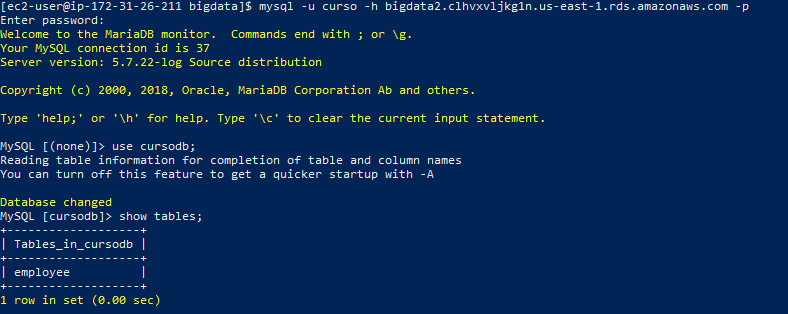 [ec2-user@ip-172-31-26-211 bigdata]$ mysql -u curso -h bigdata2.clhvxvljkg1n.us-east-1.rds.amazonaws.com -p
Enter password:
Welcome to the MariaDB monitor.  Commands end with ; or \g.
Your MySQL connection id is 37
Server version: 5.7.22-log Source distribution

Copyright (c) 2000, 2018, Oracle, MariaDB Corporation Ab and others.

Type 'help;' or '\h' for help. Type '\c' to clear the current input statement.

MySQL [(none)]> use cursodb;
Reading table information for completion of table and column names
You can turn off this feature to get a quicker startup with -A

Database changed
MySQL [cursodb]> show tables;
+-------------------+
| Tables_in_cursodb |
+-------------------+
| employee          |
+-------------------+
1 row in set (0.00 sec)